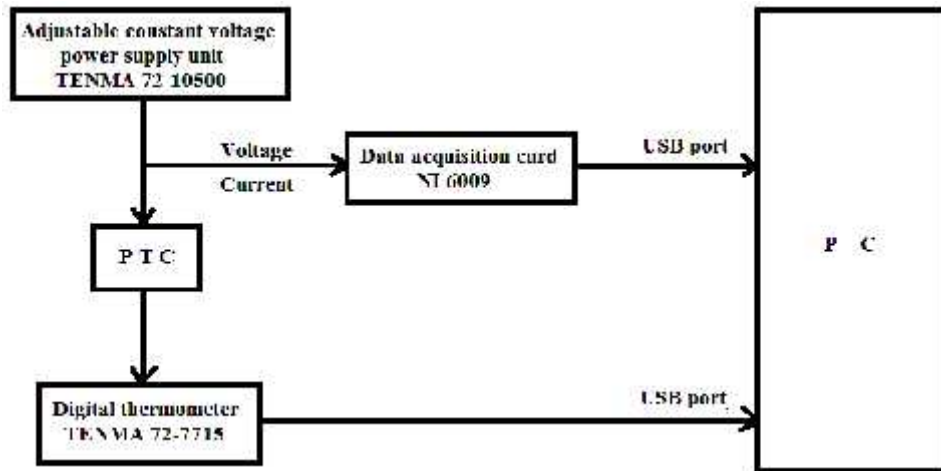 Adjustable constant voltage
power supply unit
TENMA 72 10500
Voltage
Current
Data acquisition card
NI 6009
USB port
P T C
P C
Digital thermometer
TENMA 72-7715
USB port